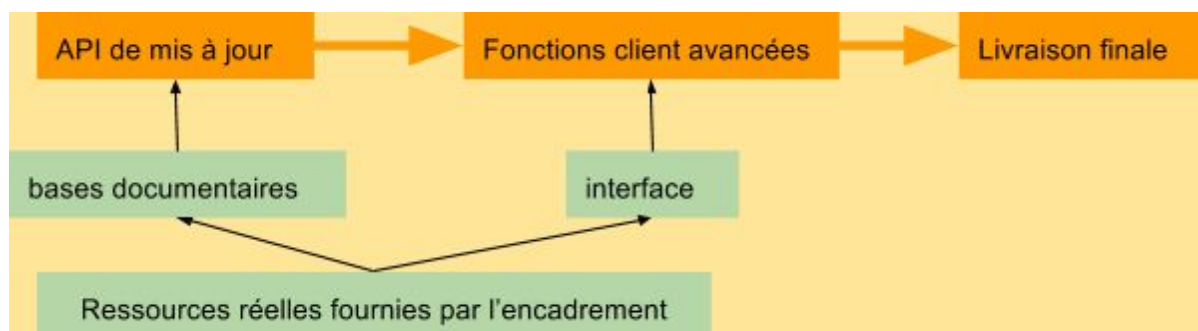 API de mis à jour
Fonctions client avancées
Livraison finale
bases documentaires
interface
Ressources réelles fournies par l'encadrement